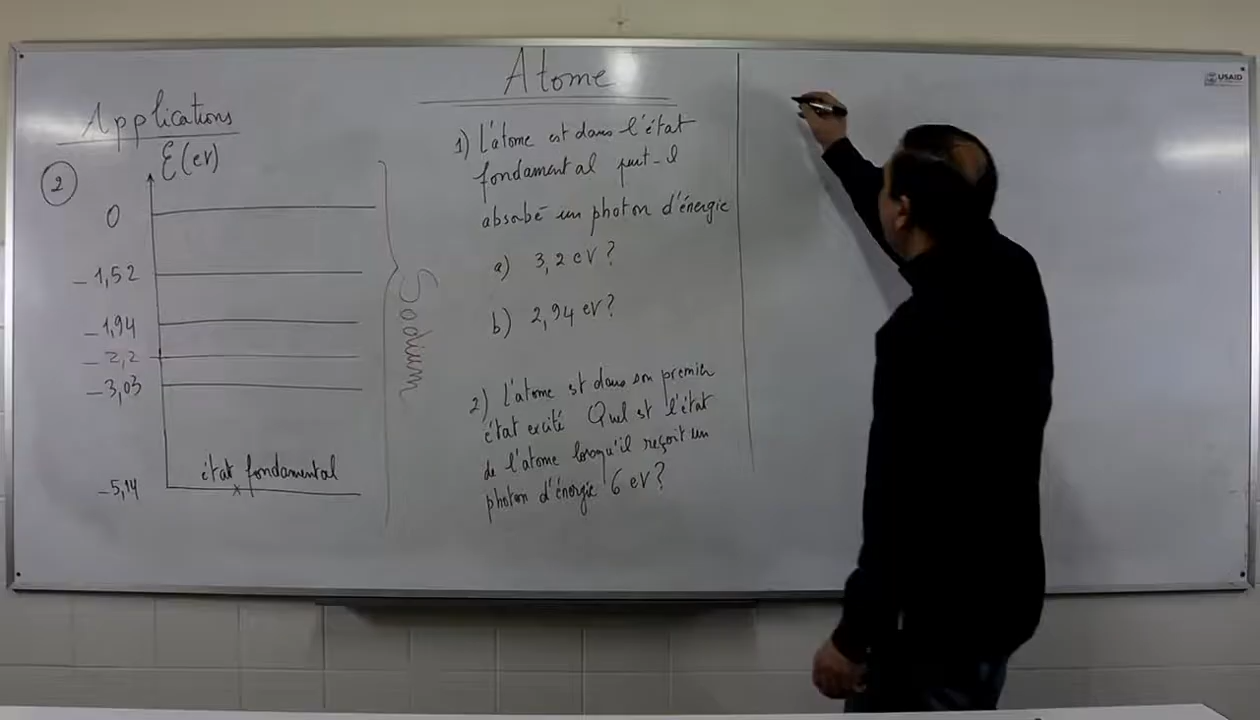 Atome
Applications
2
E(ev)
0
-1,52
-1,94
-2,2
-3,03
-5,14
état fondamental
Sodium
1) L'atome est dans l'état
fondamental peut-il
absorbé un photon d'énergie
a) 3,2 eV?
b) 2,94 eV?
2) L'atome st dans son premier
état excité Quel st l'état
de l'atome lorsqu'il reçoit un
photon d'énergie 6 eV?
USAID